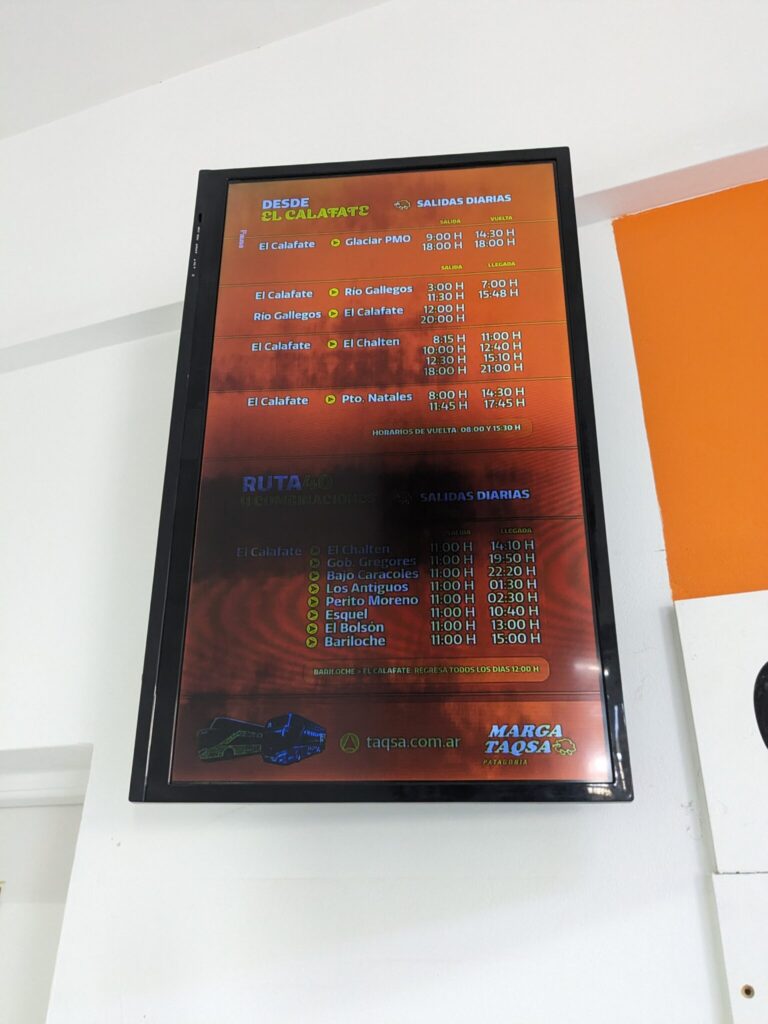 DESDE
EL CALAFATE
SALIDAS DIARIAS
Pause
SALIDA VUELTA
El Calafate Glaciar PMO 9:00 H 14:30 H
18:00 H 18:00 H
SALIDA LLEGADA
El Calafate Río Gallegos 3:00 H 7:00 H
11:30 H 15:48 H
Río Gallegos El Calafate 12:00 H
20:00 H
El Calafate El Chalten 8:15 H 11:00 H
10:00 H 12:40 H
12:30 H 15:10 H
18:00 H 21:00 H
El Calafate Pto. Natales 8:00 H 14:30 H
11:45 H 17:45 H
HORARIOS DE VUELTA: 08:00 Y 15:30 H
RUTA40
COMBINACIONES
SALIDAS DIARIAS
SALIDA LLEGADA
El Calafate El Chalten 11:00 H 14:10 H
Gob. Gregores 11:00 H 19:50 H
Bajo Caracoles 11:00 H 22:20 H
Los Antiguos 11:00 H 01:30 H
Perito Moreno 11:00 H 02:30 H
Esquel 11:00 H 10:40 H
El Bolsón 11:00 H 13:00 H
Bariloche 11:00 H 15:00 H
BARILOCHE > EL CALAFATE: REGRESA TODOS LOS DÍAS 12:00 H
taqsa.com.ar
MARGA
TAQSA
PATAGONIA